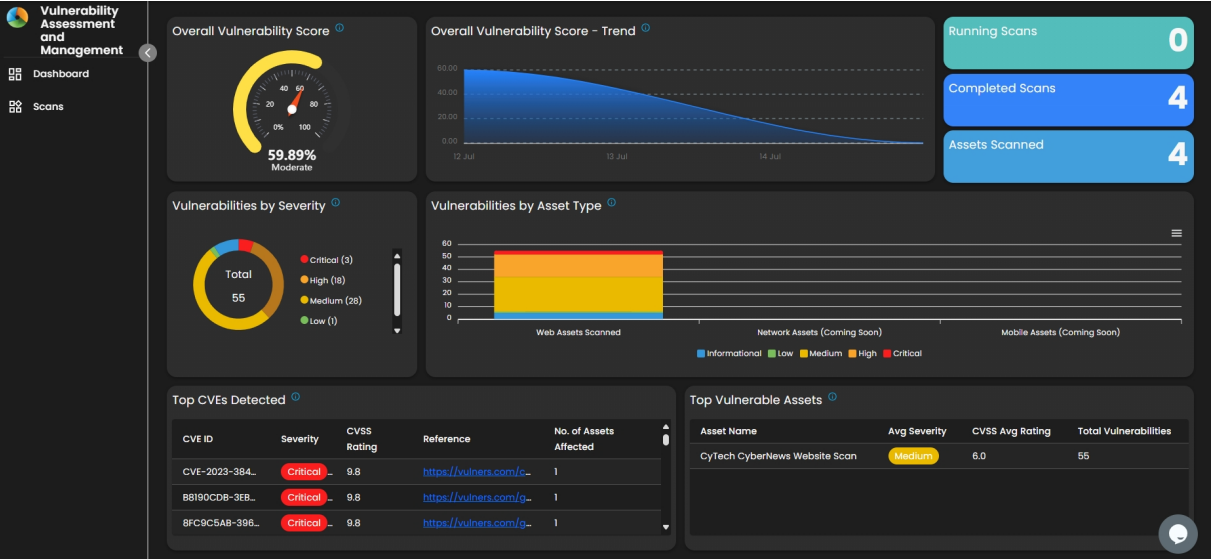 Vulnerability
Assessment
and
Management
Dashboard
Scans
Overall Vulnerability Score
20
40
60
80
0%
100
59.89%
Moderate
Overall Vulnerability Score - Trend
60.00
40.00
20.00
0.00
12 Jul
13 Jul
14 Jul
Running Scans
0
Completed Scans
4
Assets Scanned
4
Vulnerabilities by Severity
Total
55
Critical (3)
High (18)
Medium (28)
Low (1)
Vulnerabilities by Asset Type
60
50
40
30
20
10
0
Web Assets Scanned
Network Assets (Coming Soon)
Mobile Assets (Coming Soon)
Informational Low Medium High Critical
Top CVEs Detected
CVE ID Severity CVSS Rating Reference No. of Assets Affected
CVE-2023-384... Critical ... 9.8 https://vulners.com/c... 1
B8190CDB-3EB... Critical ... 9.8 https://vulners.com/g... 1
8FC9C5AB-396... Critical ... 9.8 https://vulners.com/g... 1
Top Vulnerable Assets
Asset Name Avg Severity CVSS Avg Rating Total Vulnerabilities
CyTech CyberNews Website Scan Medium 6.0 55